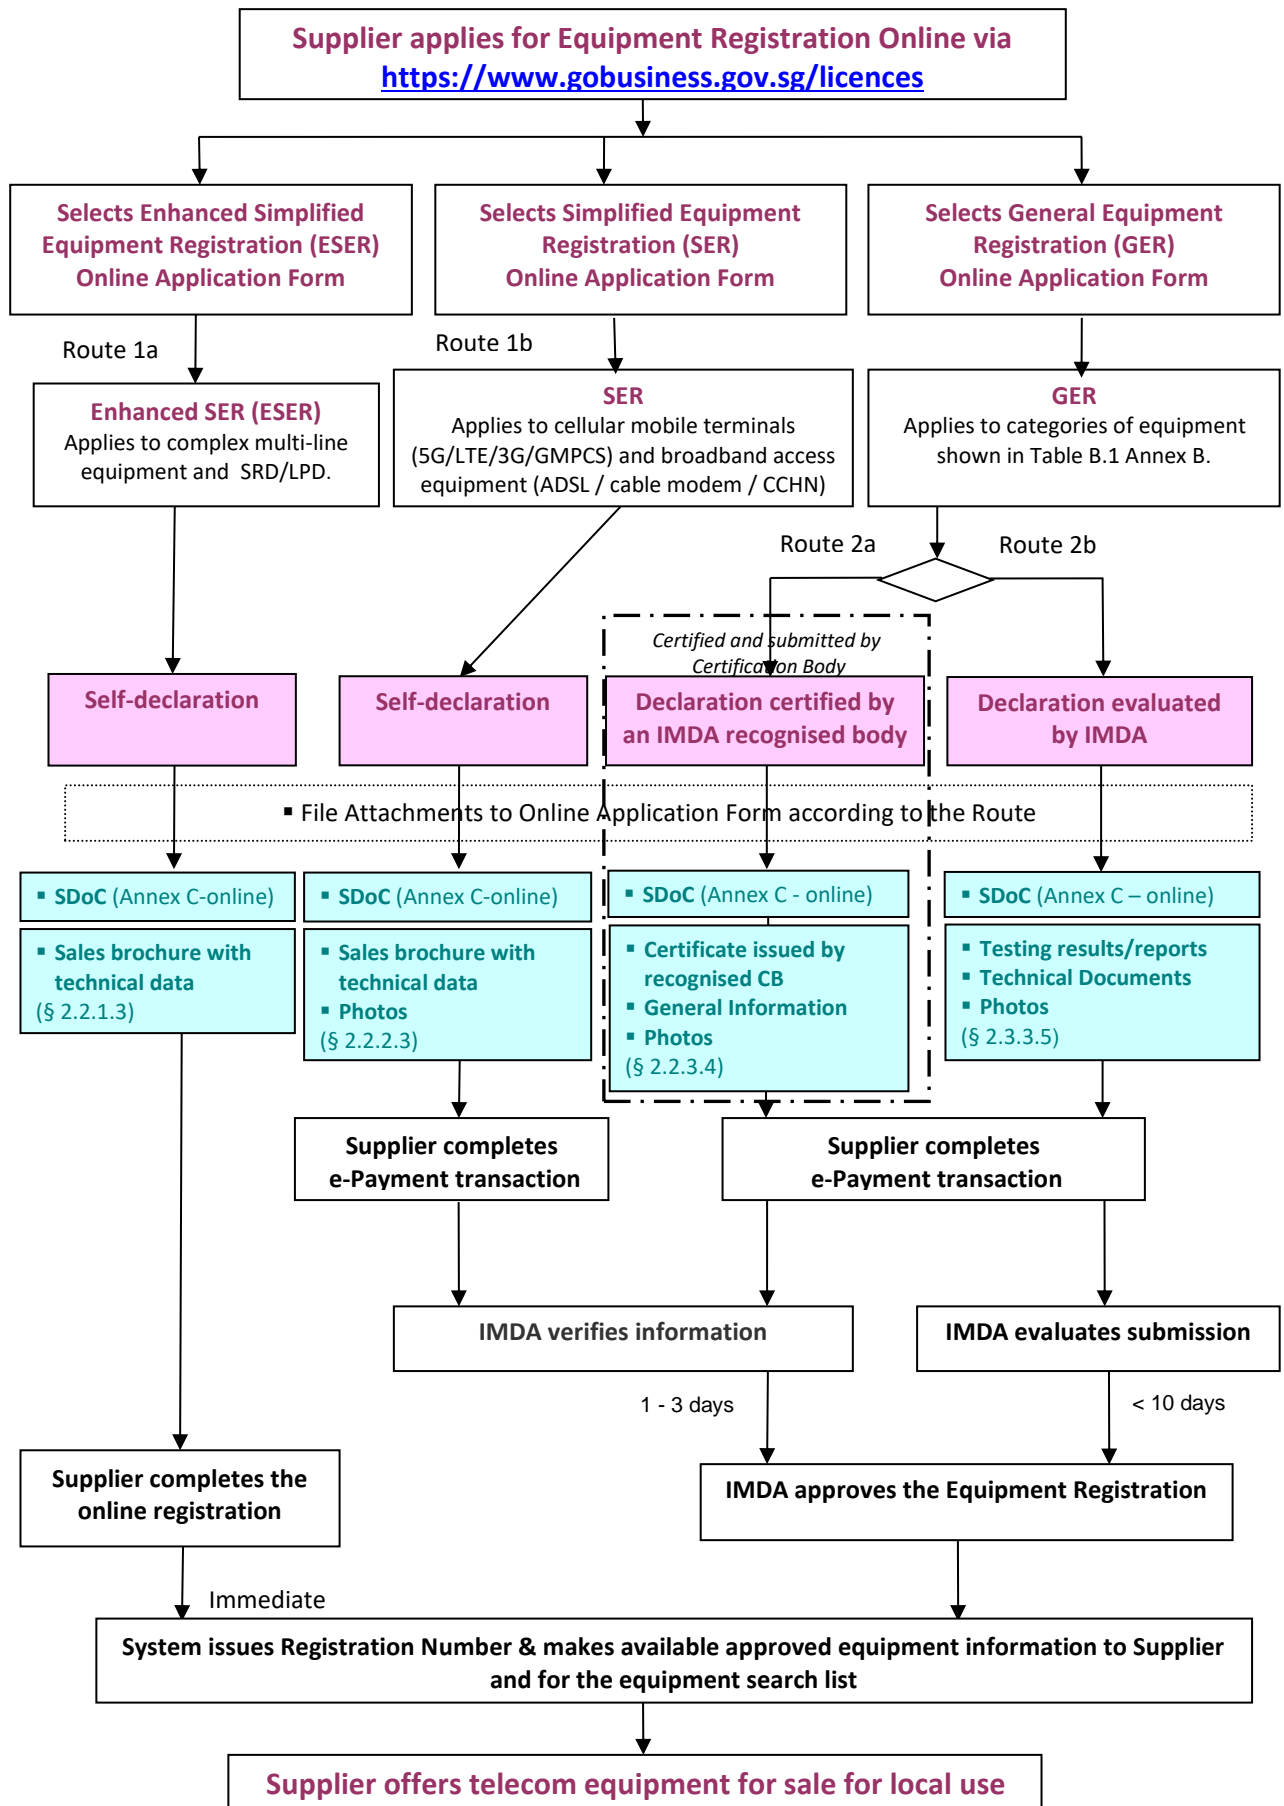 Supplier applies for Equipment Registration Online via
https://www.gobusiness.gov.sg/licences
Selects Enhanced Simplified
Equipment Registration (ESER)
Online Application Form
Selects Simplified Equipment
Registration (SER)
Online Application Form
Selects General Equipment
Registration (GER)
Online Application Form
Route 1a
Route 1b
Enhanced SER (ESER)
Applies to complex multi-line
equipment and SRD/LPD.
SER
Applies to cellular mobile terminals
(5G/LTE/3G/GMPCS) and broadband access
equipment (ADSL / cable modem / CCHN)
GER
Applies to categories of equipment
shown in Table B.1 Annex B.
Route 2a
Route 2b
Certified and submitted by
Certification Body
Self-declaration
Self-declaration
Declaration certified by
an IMDA recognised body
Declaration evaluated
by IMDA
▪ File Attachments to Online Application Form according to the Route
▪ SDoC (Annex C-online)
▪ SDoC (Annex C-online)
▪ SDoC (Annex C - online)
▪ SDoC (Annex C – online)
▪ Sales brochure with
technical data
(§ 2.2.1.3)
▪ Sales brochure with
technical data
▪ Photos
(§ 2.2.2.3)
▪ Certificate issued by
recognised CB
▪ General Information
▪ Photos
(§ 2.2.3.4)
▪ Testing results/reports
▪ Technical Documents
▪ Photos
(§ 2.3.3.5)
Supplier completes
e-Payment transaction
Supplier completes
e-Payment transaction
IMDA verifies information
IMDA evaluates submission
1 - 3 days
< 10 days
Supplier completes the
online registration
IMDA approves the Equipment Registration
Immediate
System issues Registration Number & makes available approved equipment information to Supplier
and for the equipment search list
Supplier offers telecom equipment for sale for local use